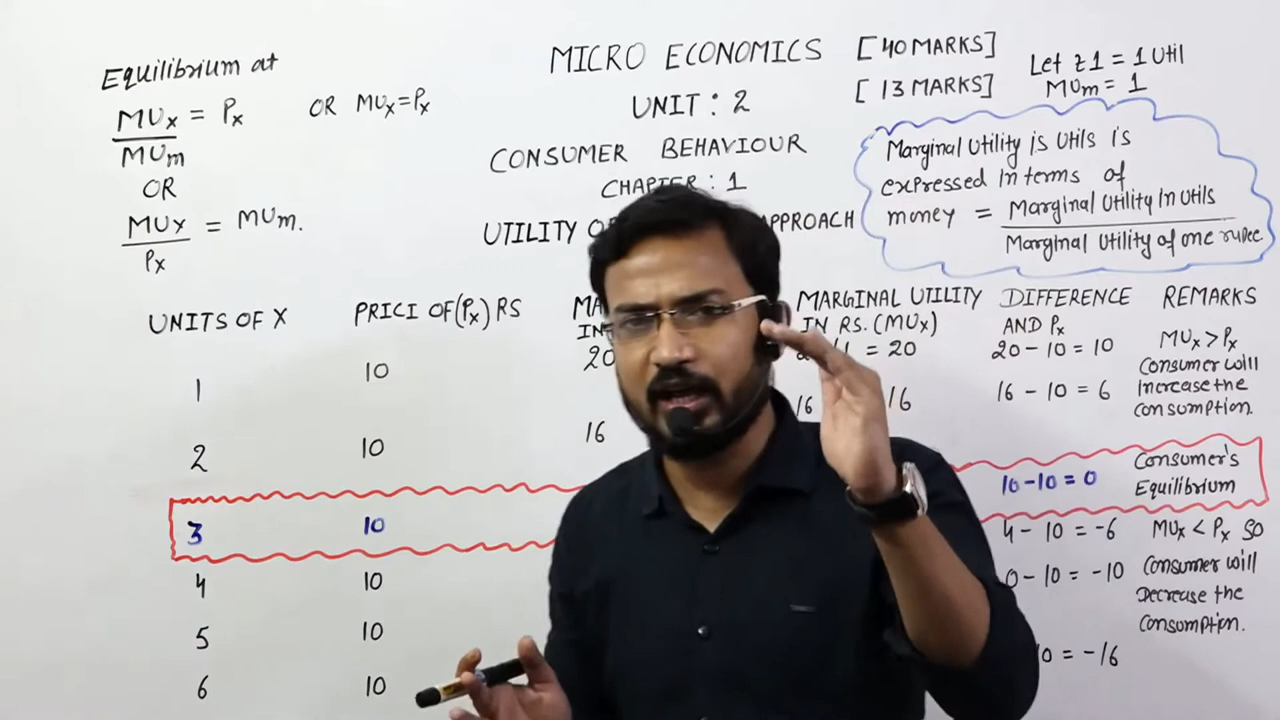 Equilibrium at
MUx / MUm = Px OR MUx = Px
OR
MUx / Px = MUm.
MICRO ECONOMICS [40 MARKS]
UNIT : 2 [13 MARKS]
CONSUMER BEHAVIOUR
CHAPTER : 1
UTILITY APPROACH
Let ₹1 = 1 Util
MUm = 1
Marginal Utility is Utils is
expressed in terms of
money = Marginal Utility In Utils / Marginal Utility of one rupee
UNITS OF X PRICI OF (Px) RS MARGINAL UTILITY DIFFERENCE REMARKS
IN RS. (MUx) AND Px
1 10 20 = 20 20 - 10 = 10 MUx > Px
Consumer will
increase the
consumption.
2 10 16 16 16 16 - 10 = 6
3 10 10 - 10 = 0 Consumer's
Equilibrium
4 10 4 - 10 = -6 MUx < Px so
5 10 0 - 10 = -10 Consumer will
Decrease the
consumption.
6 10 10 = -16